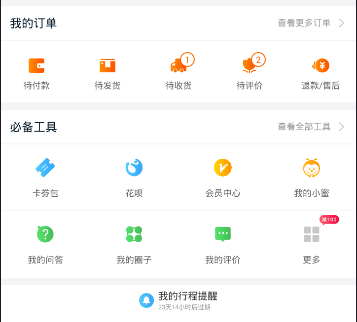 我的订单
查看更多订单
1
2
待付款
待发货
待收货
待评价
退款/售后
必备工具
查看全部工具
卡券包
花呗
会员中心
我的小蜜
减100
我的问答
我的圈子
我的评价
更多
我的行程提醒
23天14小时后过期